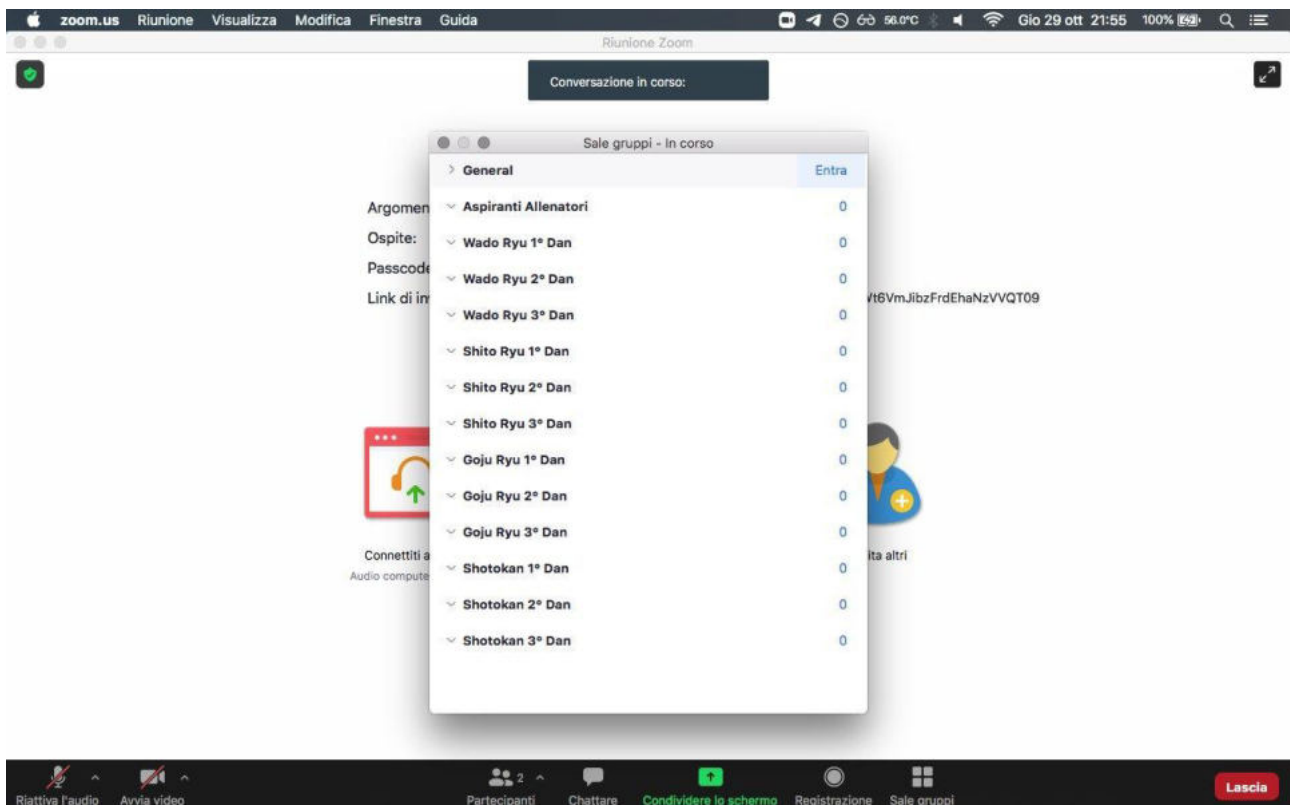 zoom.us Riunione Visualizza Modifica Finestra Guida 56.0°C Gio 29 ott 21:55 100%
Riunione Zoom
Conversazione in corso:
Sale gruppi - In corso
General Entra
Aspiranti Allenatori 0
Wado Ryu 1° Dan 0
Wado Ryu 2° Dan 0
Wado Ryu 3° Dan 0
Shito Ryu 1° Dan 0
Shito Ryu 2° Dan 0
Shito Ryu 3° Dan 0
Goju Ryu 1° Dan 0
Goju Ryu 2° Dan 0
Goju Ryu 3° Dan 0
Shotokan 1° Dan 0
Shotokan 2° Dan 0
Shotokan 3° Dan 0
Argomen
Ospite:
Passcode
Link di in /t6VmJibzFrdEhaNzVVQT09
Connettiti a ita altri
Audio compute
2
Riattiva l'audio Avvia video Partecipanti Chattare Condividere lo schermo Registrazione Sale gruppi Lascia